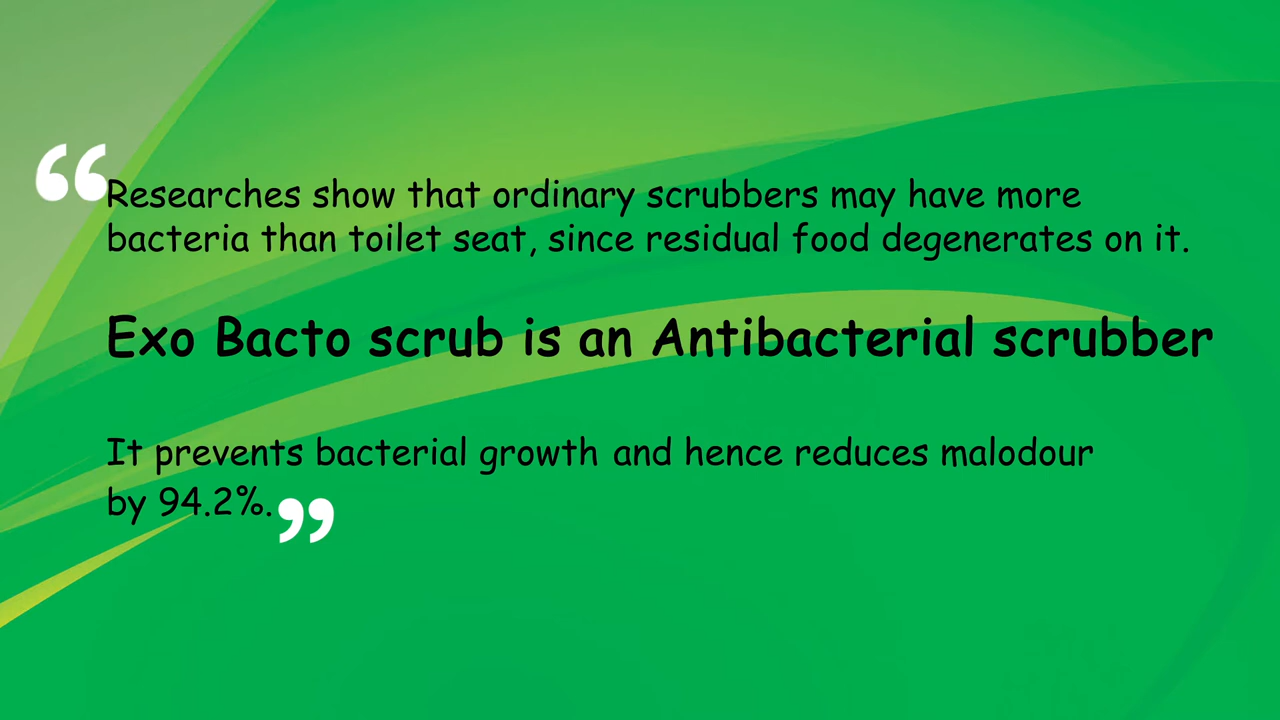 “Researches show that ordinary scrubbers may have more
bacteria than toilet seat, since residual food degenerates on it.
Exo Bacto scrub is an Antibacterial scrubber
It prevents bacterial growth and hence reduces malodour
by 94.2%.”